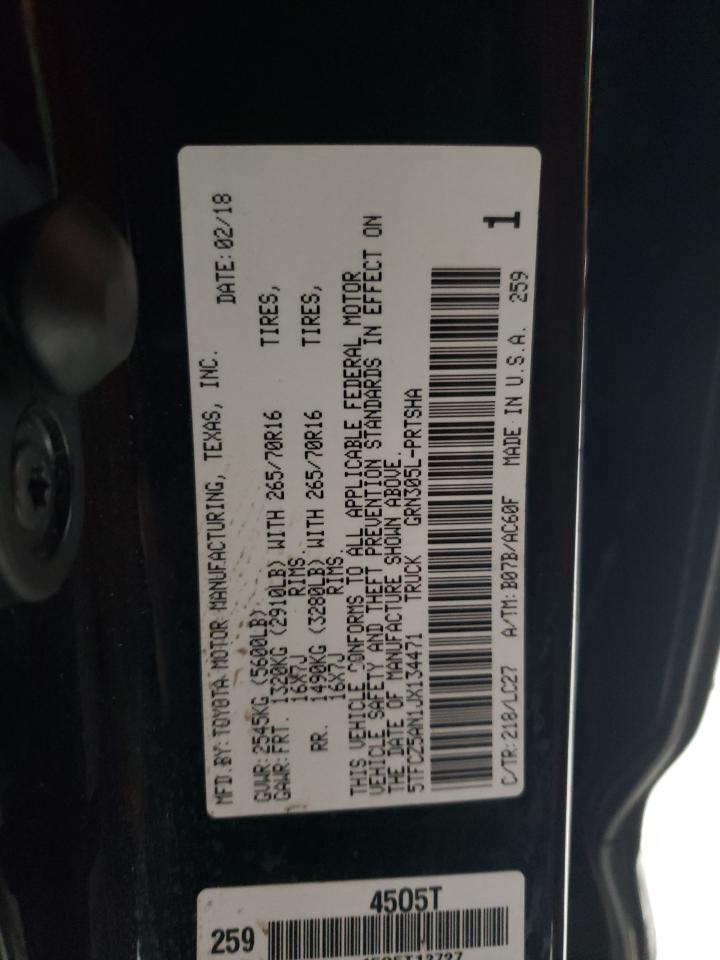 MFD.BY:TOYOTA MOTOR MANUFACTURING, TEXAS, INC. DATE:02/18
GVWR:2545KG (5600LB)
GAWR:FRT. 1320KG (2910LB) WITH 265/70R16 TIRES,
16X7J RIMS.
RR. 1490KG (3280LB) WITH 265/70R16 TIRES,
16X7J RIMS
THIS VEHICLE CONFORMS TO ALL APPLICABLE FEDERAL MOTOR
VEHICLE SAFETY AND THEFT PREVENTION STANDARDS IN EFFECT ON
THE DATE OF MANUFACTURE SHOWN ABOVE.
5TFCZ5AN1JX134471 TRUCK GRN305L-PRTSHA
1
C/TR:218/LC27 A/TM:B07B/AC60F MADE IN U.S.A. 259
4505T
259